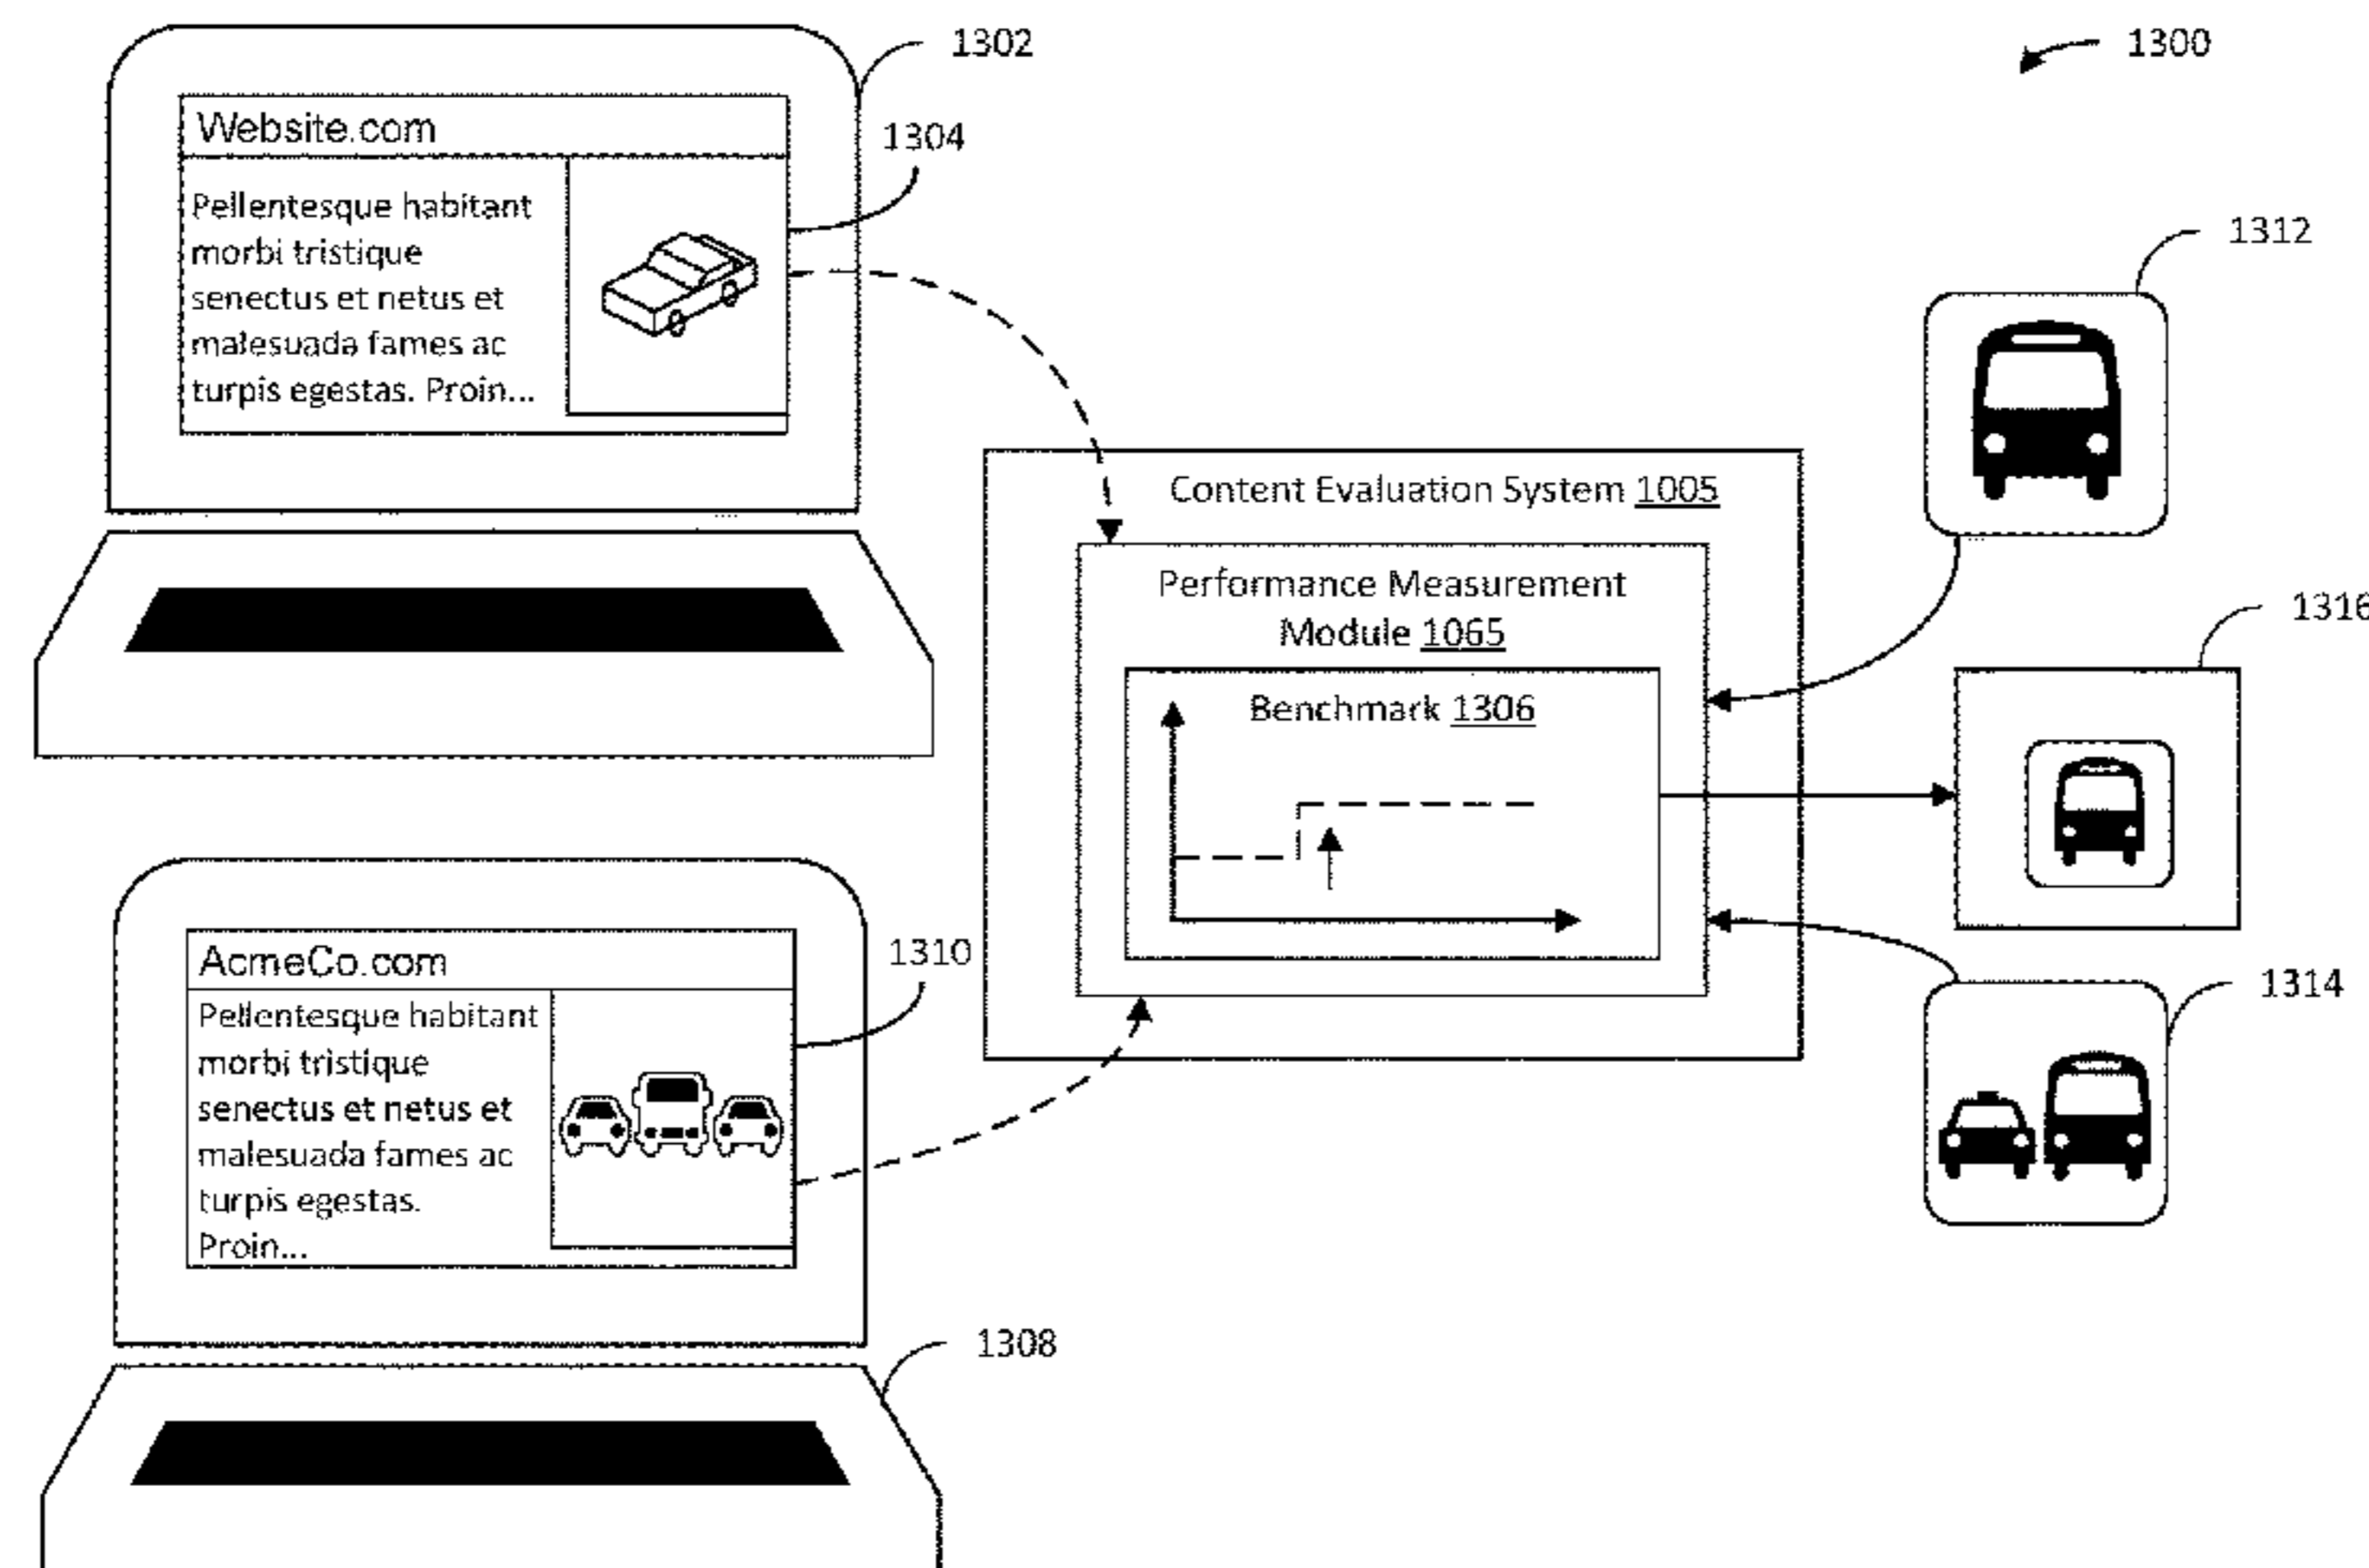 1302
1300
Website.com
1304
Pellentesque habitant
morbi tristique
senectus et netus et
malesuada fames ac
turpis egestas. Proin...
1312
Content Evaluation System 1005
Performance Measurement
Module 1065
1316
Benchmark 1306
AcmeCo.com
1310
Pellentesque habitant
morbi tristique
senectus et netus et
malesuada fames ac
turpis egestas.
Proin...
1314
1308